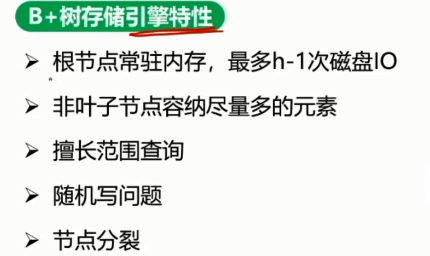 B+树存储引擎特性
➢ 根节点常驻内存，最多h-1次磁盘IO
➢ 非叶子节点容纳尽量多的元素
➢ 擅长范围查询
➢ 随机写问题
➢ 节点分裂